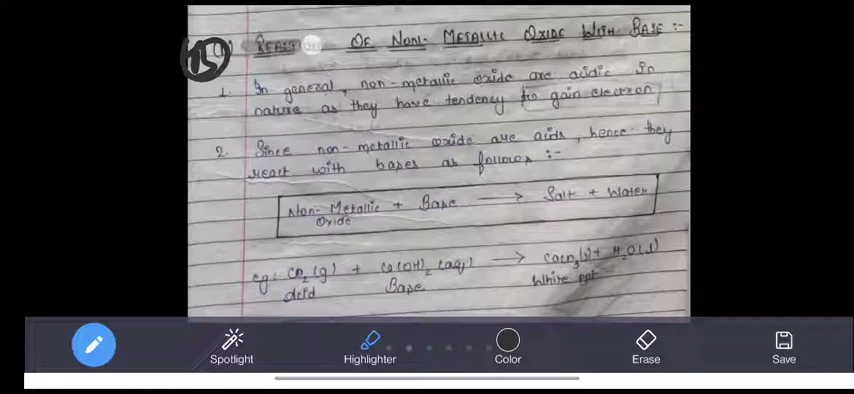 15
OF NON- METALLIC OXIDE WITH BASE :-
1. In general, non-metallic oxide are acidic in
nature as they have tendency to gain electron
2. Since non-metallic oxide are acids, hence they
react with bases as follows :-
Non-Metallic + Base → Salt + Water
Oxide
eg: CO₂(g) + Ca(OH)₂(aq) → CaCO₃(s) + H₂O(l)
Acid Base White ppt
Spotlight Highlighter Color Erase Save